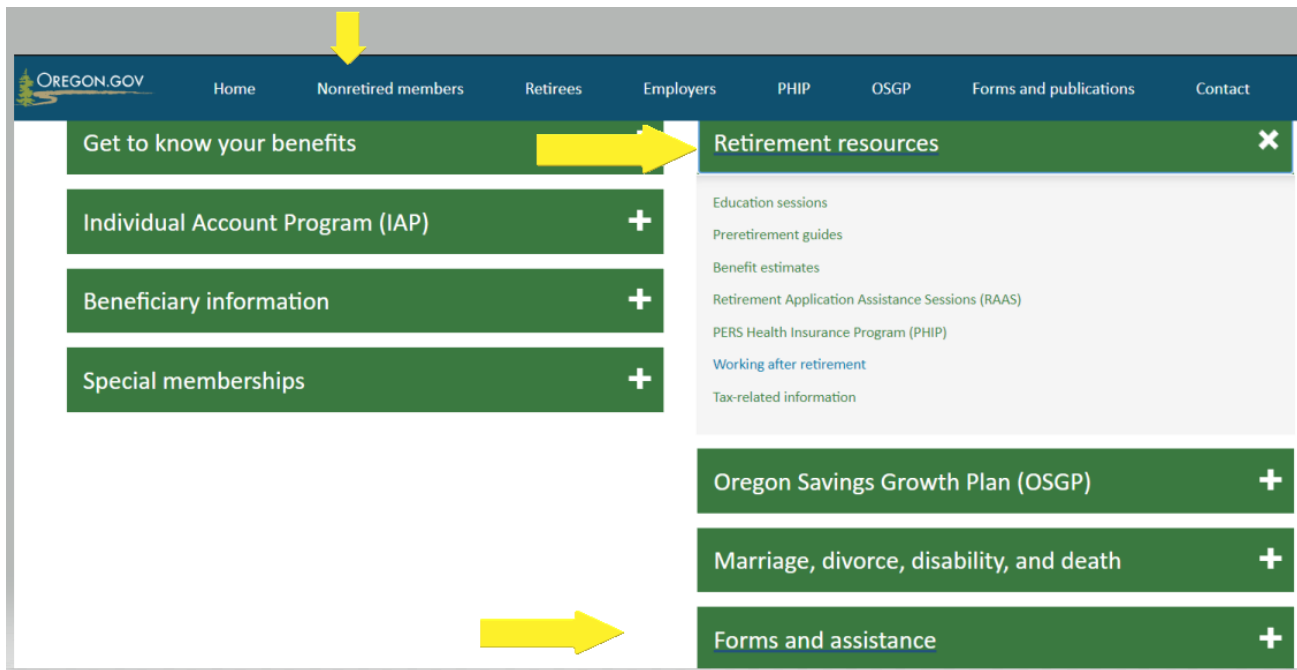 OREGON.GOV
Home
Nonretired members
Retirees
Employers
PHIP
OSGP
Forms and publications
Contact
Get to know your benefits
Individual Account Program (IAP)
Beneficiary information
Special memberships
Retirement resources
Education sessions
Preretirement guides
Benefit estimates
Retirement Application Assistance Sessions (RAAS)
PERS Health Insurance Program (PHIP)
Working after retirement
Tax-related information
Oregon Savings Growth Plan (OSGP)
Marriage, divorce, disability, and death
Forms and assistance